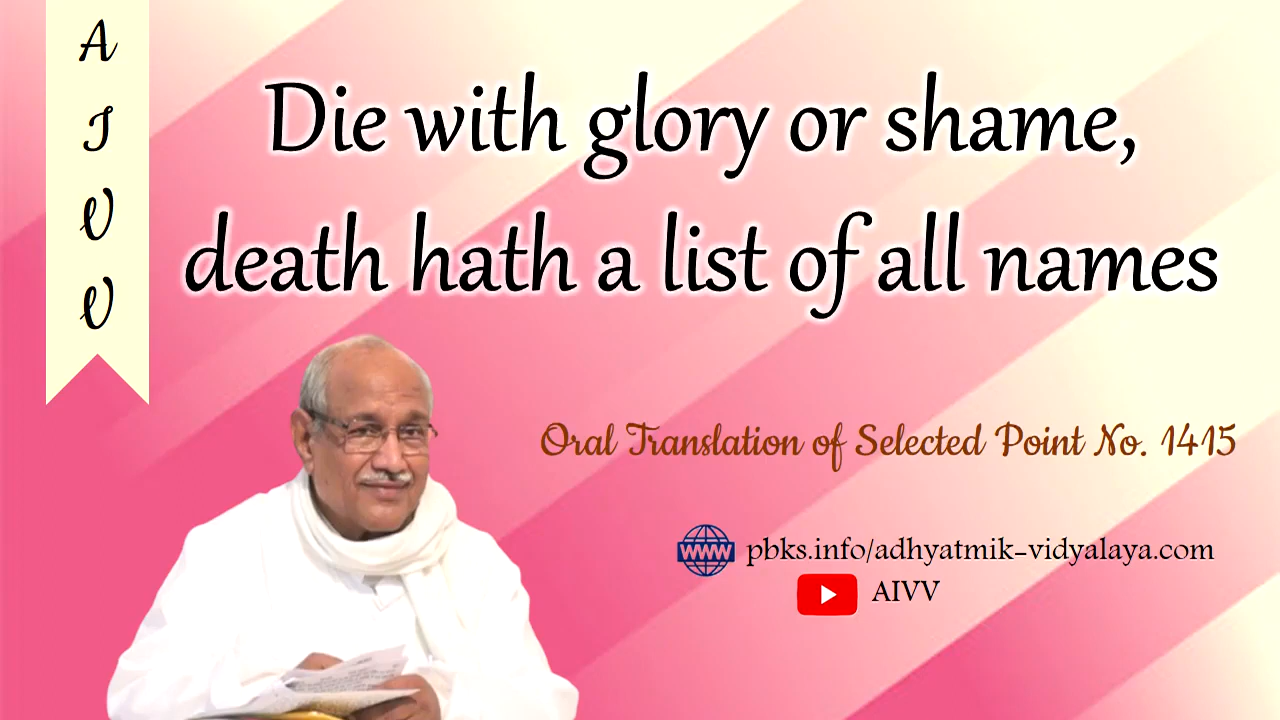 A
I
V
V
Die with glory or shame,
death hath a list of all names
Oral Translation of Selected Point No. 1415
WWW pbks.info/adhyatmik-vidyalaya.com
AIVV